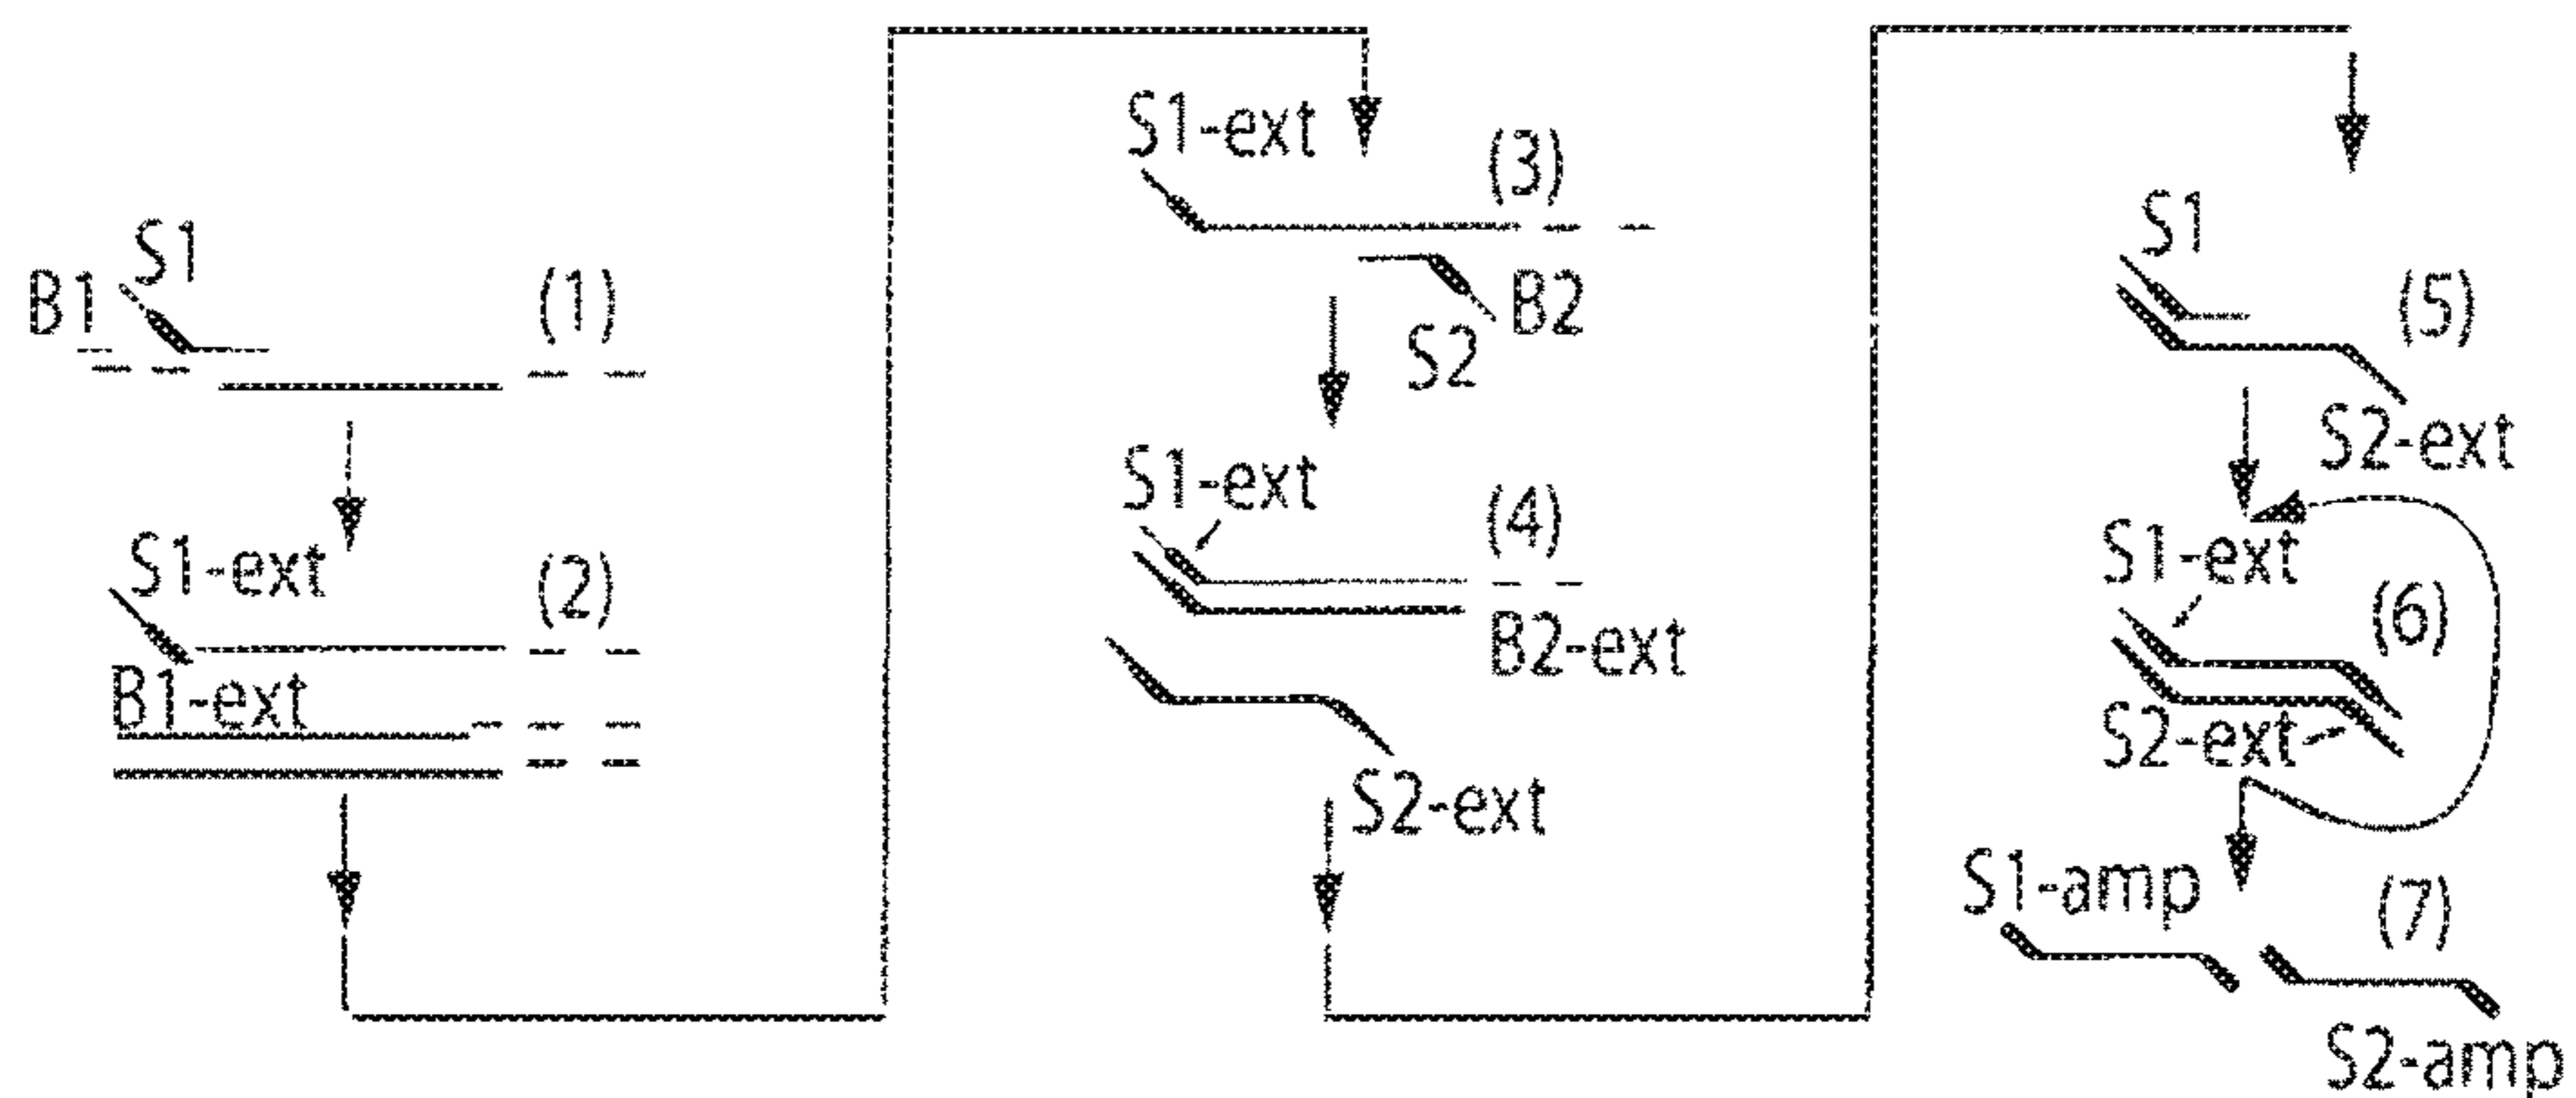 B1
S1
(1)
S1-ext
(2)
B1-ext
S1-ext
(3)
S2
B2
S1-ext
(4)
B2-ext
S2-ext
S1
(5)
S2-ext
S1-ext
(6)
S2-ext
S1-amp
(7)
S2-amp